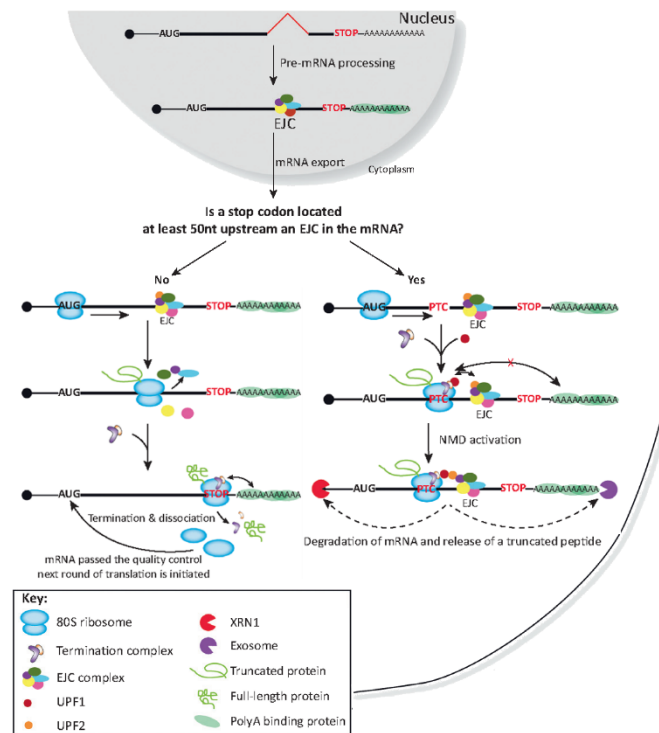 Nucleus
AUG STOP AAAAAAAAAAAA
Pre-mRNA processing
AUG STOP AAAAAAAAAAA
EJC
mRNA export
Cytoplasm
Is a stop codon located
at least 50nt upstream an EJC in the mRNA?
No
Yes
AUG STOP AAAAAAAAAAA
EJC
AUG PTC STOP AAAAAAAAAAA
EJC
AUG STOP AAAAAAAAAAA
x
AUG PTC STOP AAAAAAAAAAA
EJC
NMD activation
AUG STOP AAAAAAAAAAA
AUG PTC STOP AAAAAAAAAAA
EJC
Termination & dissociation
mRNA passed the quality control
next round of translation is initiated
Degradation of mRNA and release of a truncated peptide
Key:
80S ribosome
Termination complex
EJC complex
UPF1
UPF2
XRN1
Exosome
Truncated protein
Full-length protein
PolyA binding protein